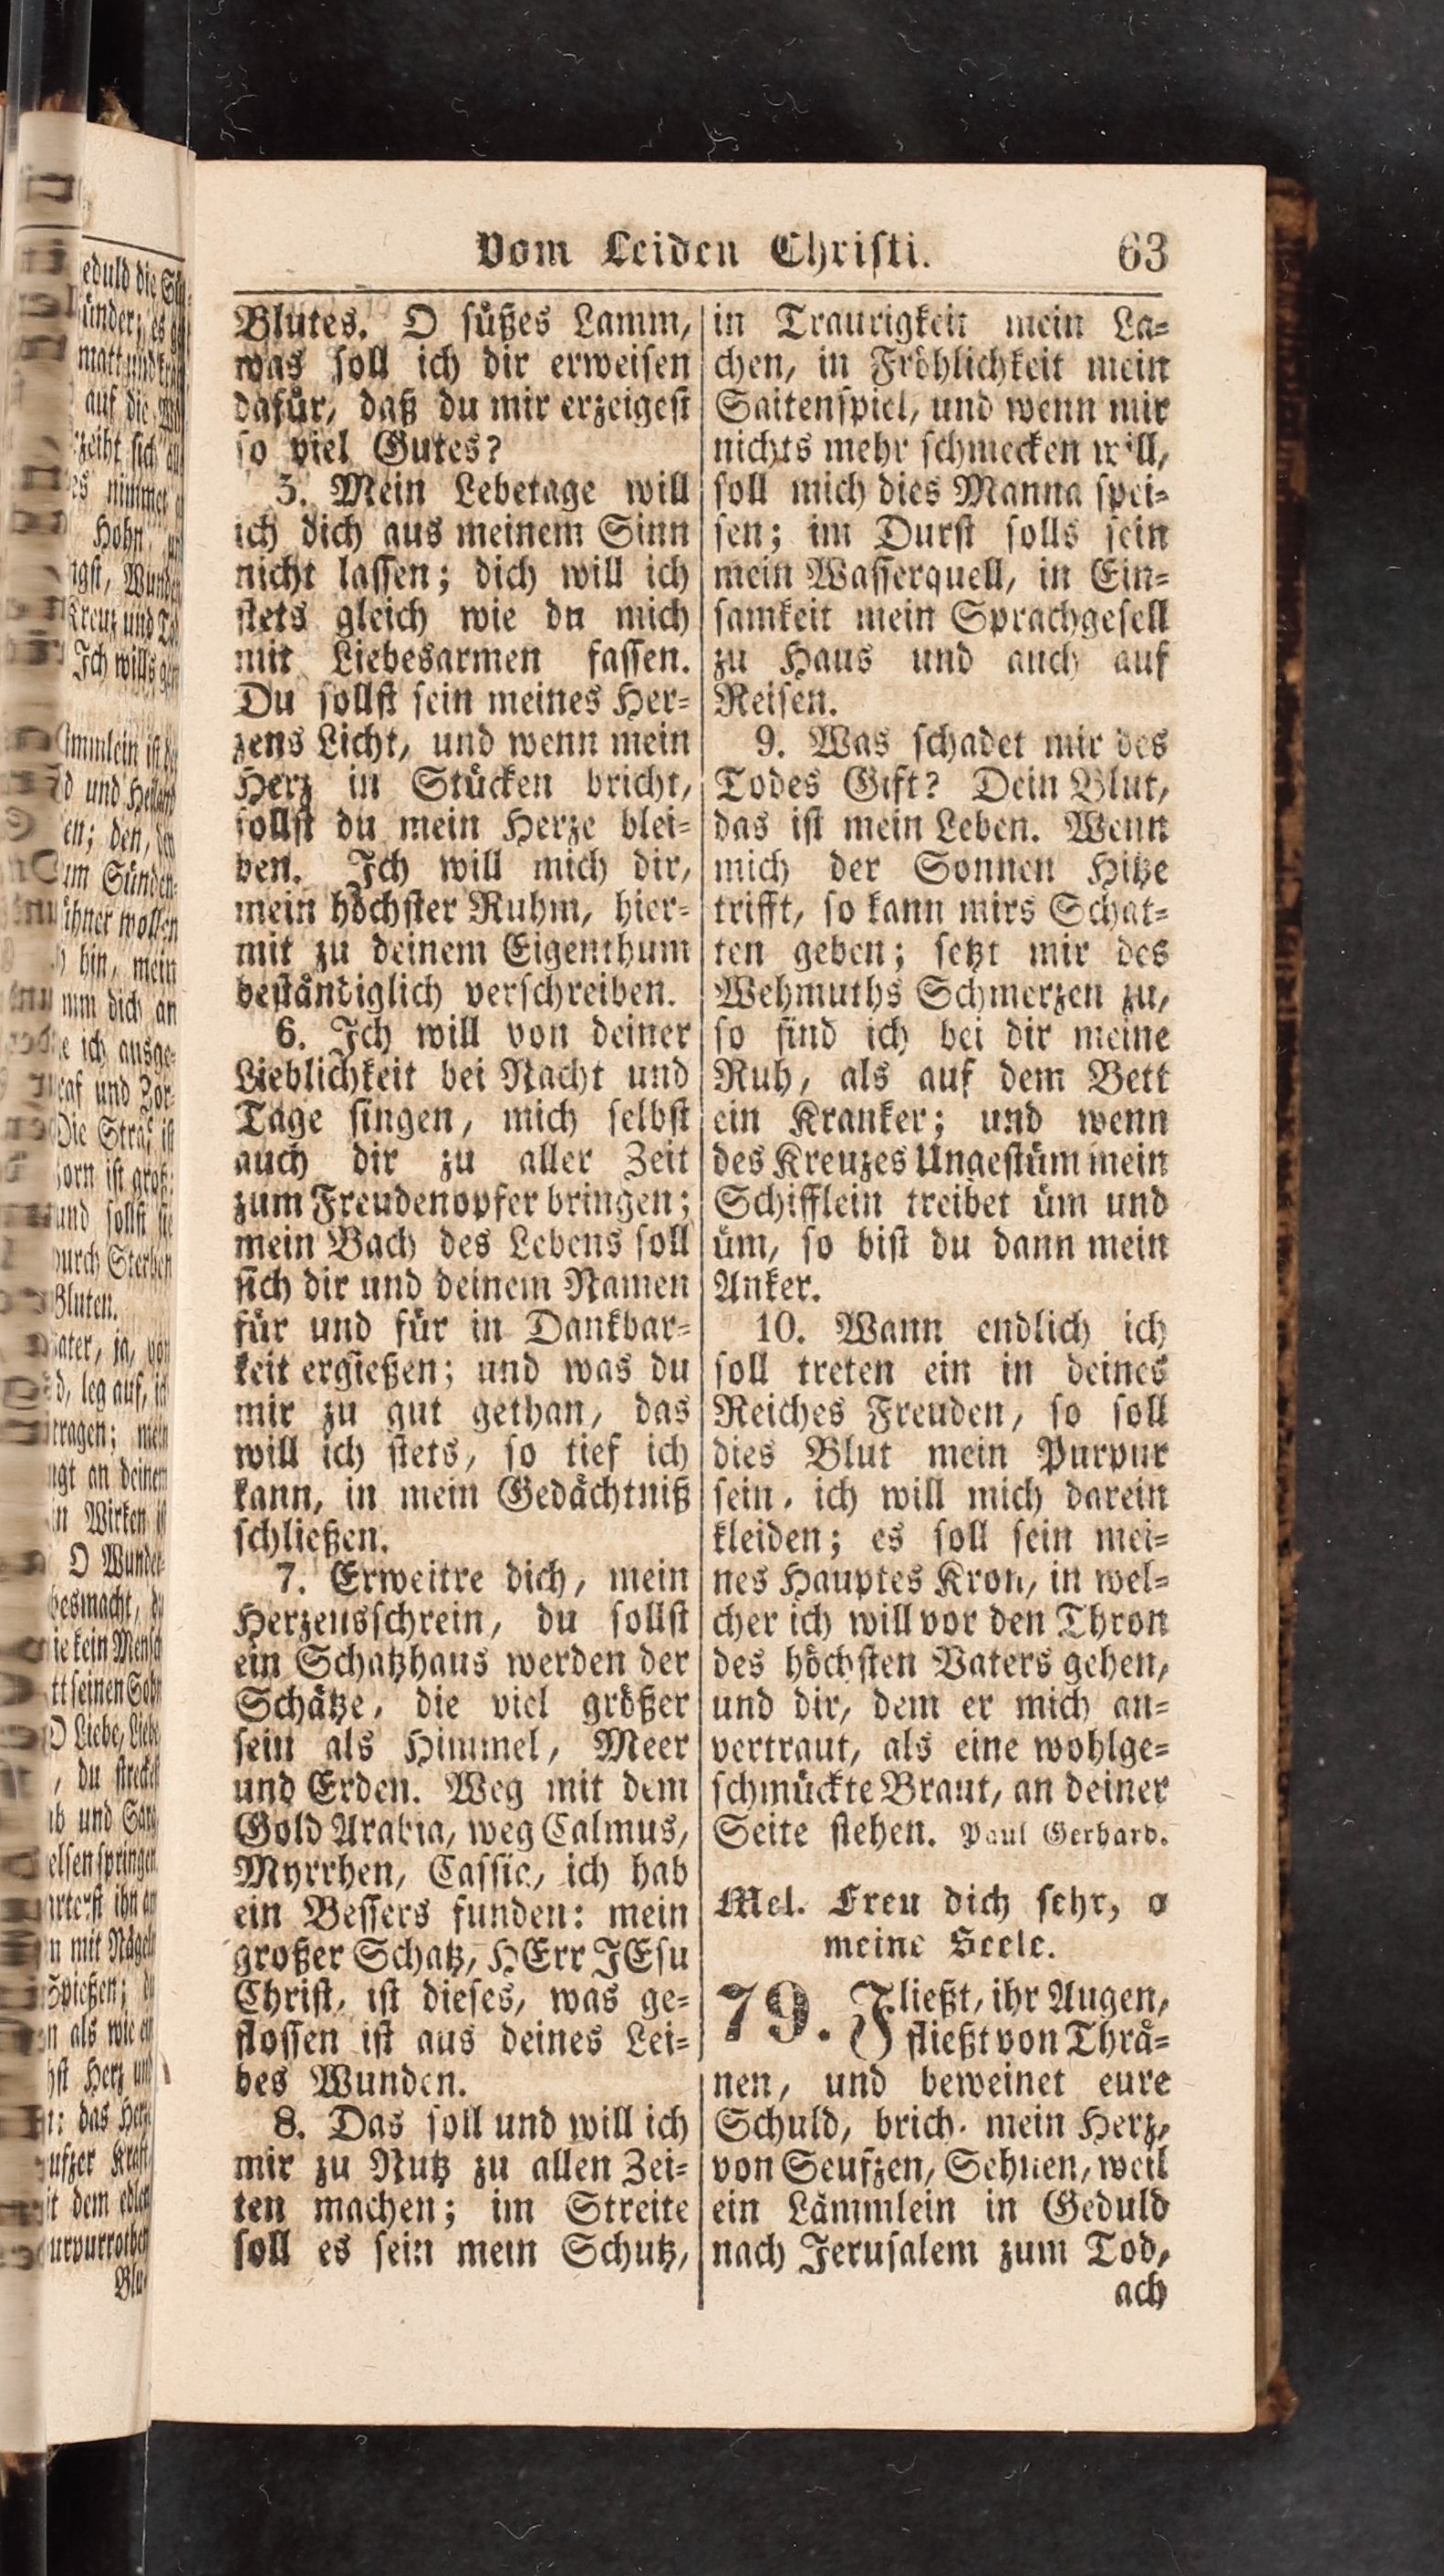 Vom Leiden Christi. 63
Blutes. O süßes Lamm,
was soll ich dir erweisen
dafür, daß du mir erzeigest
so viel Gutes?
5. Mein Lebetage will
ich dich aus meinem Sinn
nicht lassen; dich will ich
stets gleich wie du mich
mit Liebesarmen fassen.
Du sollst sein meines Her-
zens Licht, und wenn mein
Herz in Stücken bricht,
sollst du mein Herze blei-
ben. Ich will mich dir,
mein höchster Ruhm, hier-
mit zu deinem Eigenthum
beständiglich verschreiben.
6. Ich will von deiner
Lieblichkeit bei Nacht und
Tage singen, mich selbst
auch dir zu aller Zeit
zum Freudenopfer bringen;
mein Bach des Lebens soll
sich dir und deinem Namen
für und für in Dankbar-
keit ergießen; und was du
mir zu gut gethan, das
will ich stets, so tief ich
kann, in mein Gedächtniß
schließen.
7. Erweitre dich, mein
Herzensschrein, du sollst
ein Schatzhaus werden der
Schätze, die viel größer
sein als Himmel, Meer
und Erden. Weg mit dem
Gold Arabia, weg Calmus,
Myrrhen, Cassie, ich hab
ein Bessers funden: mein
großer Schatz, HErr JEsu
Christ, ist dieses, was ge-
flossen ist aus deines Lei-
bes Wunden.
8. Das soll und will ich
mir zu Nutz zu allen Zei-
ten machen; im Streite
soll es sein mein Schutz,
in Traurigkeit mein La-
chen, in Fröhlichkeit mein
Saitenspiel, und wenn mir
nichts mehr schmecken will,
soll mich dies Manna spei-
sen; im Durst solls sein
mein Wasserquell, in Ein-
samkeit mein Sprachgesell
zu Haus und auch auf
Reisen.
9. Was schadet mir des
Todes Gift? Dein Blut,
das ist mein Leben. Wenn
mich der Sonnen Hitze
trifft, so kann mirs Schat-
ten geben; setzt mir des
Wehmuths Schmerzen zu,
so find ich bei dir meine
Ruh, als auf dem Bett
ein Kranker; und wenn
des Kreuzes Ungestüm mein
Schifflein treibet üm und
üm, so bist du dann mein
Anker.
10. Wann endlich ich
soll treten ein in deines
Reiches Freuden, so soll
dies Blut mein Purpur
sein, ich will mich darein
kleiden; es soll sein mei-
nes Hauptes Kron, in wel-
cher ich will vor den Thron
des höchsten Vaters gehen,
und dir, dem er mich an-
vertraut, als eine wohlge-
schmückte Braut, an deiner
Seite stehen. Paul Gerhard.
Mel. Freu dich sehr, o
meine Seele.
79. Fließt, ihr Augen,
fließt von Thrä-
nen, und beweinet eure
Schuld, brich, mein Herz,
von Seufzen, Sehnen, weil
ein Lämmlein in Geduld
nach Jerusalem zum Tod,
ach